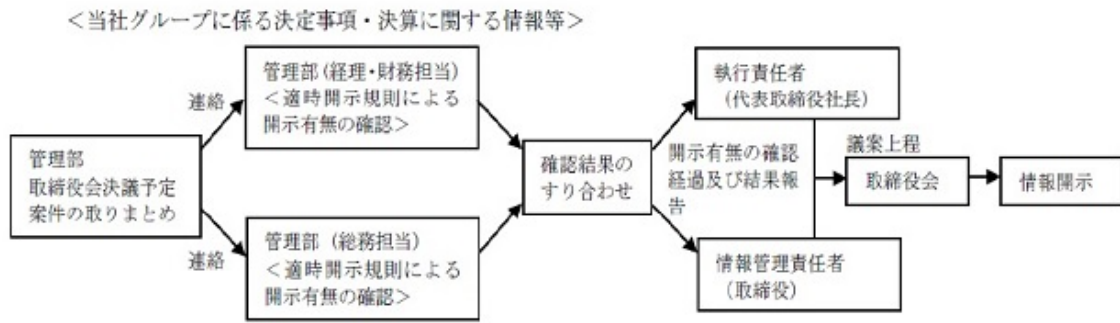 <当社グループに係る決定事項・決算に関する情報等>
管理部
取締役会決議予定
案件の取りまとめ
連絡
連絡
管理部(経理・財務担当)
<適時開示規則による
開示有無の確認>
管理部(総務担当)
<適時開示規則による
開示有無の確認>
確認結果の
すり合わせ
開示有無の確認
経過及び結果報
告
執行責任者
(代表取締役社長)
情報管理責任者
(取締役)
議案上程
取締役会
情報開示